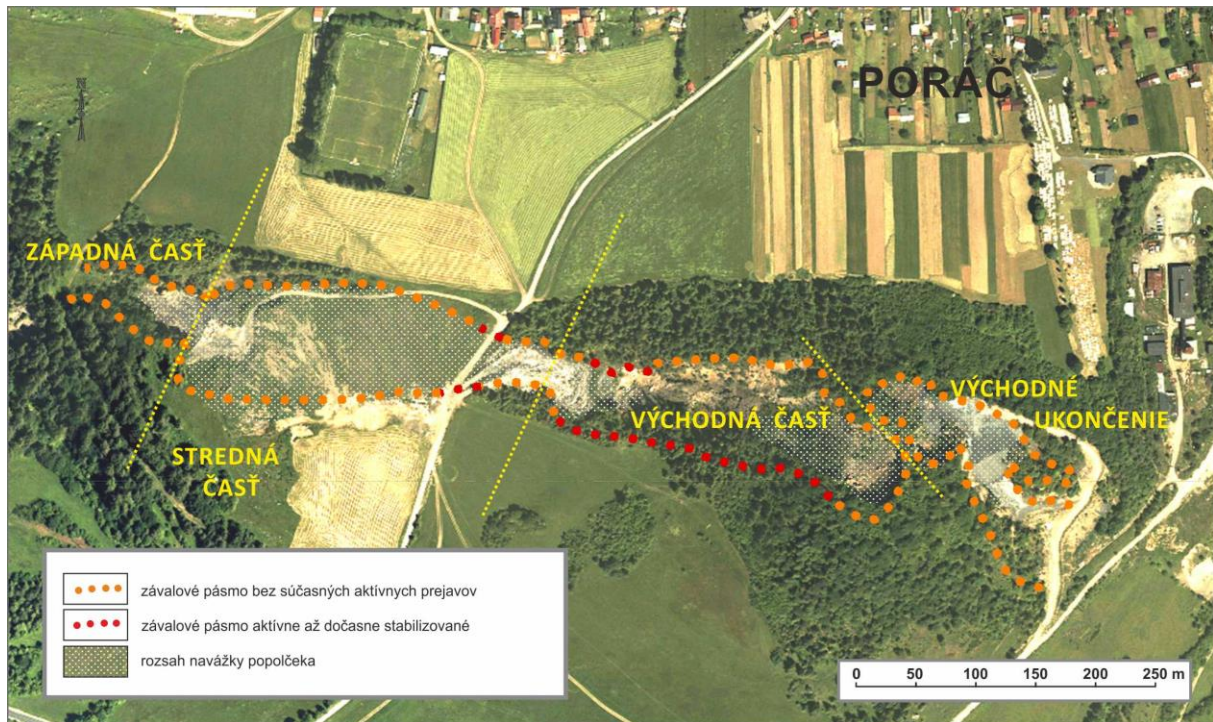 PORÁČ
ZÁPADNÁ ČASŤ
STREDNÁ
ČASŤ
VÝCHODNÁ ČASŤ
VÝCHODNÉ
UKONČENIE
závalové pásmo bez súčasných aktívnych prejavov
závalové pásmo aktívne až dočasne stabilizované
rozsah navážky popolčeka
0 50 100 150 200 250 m